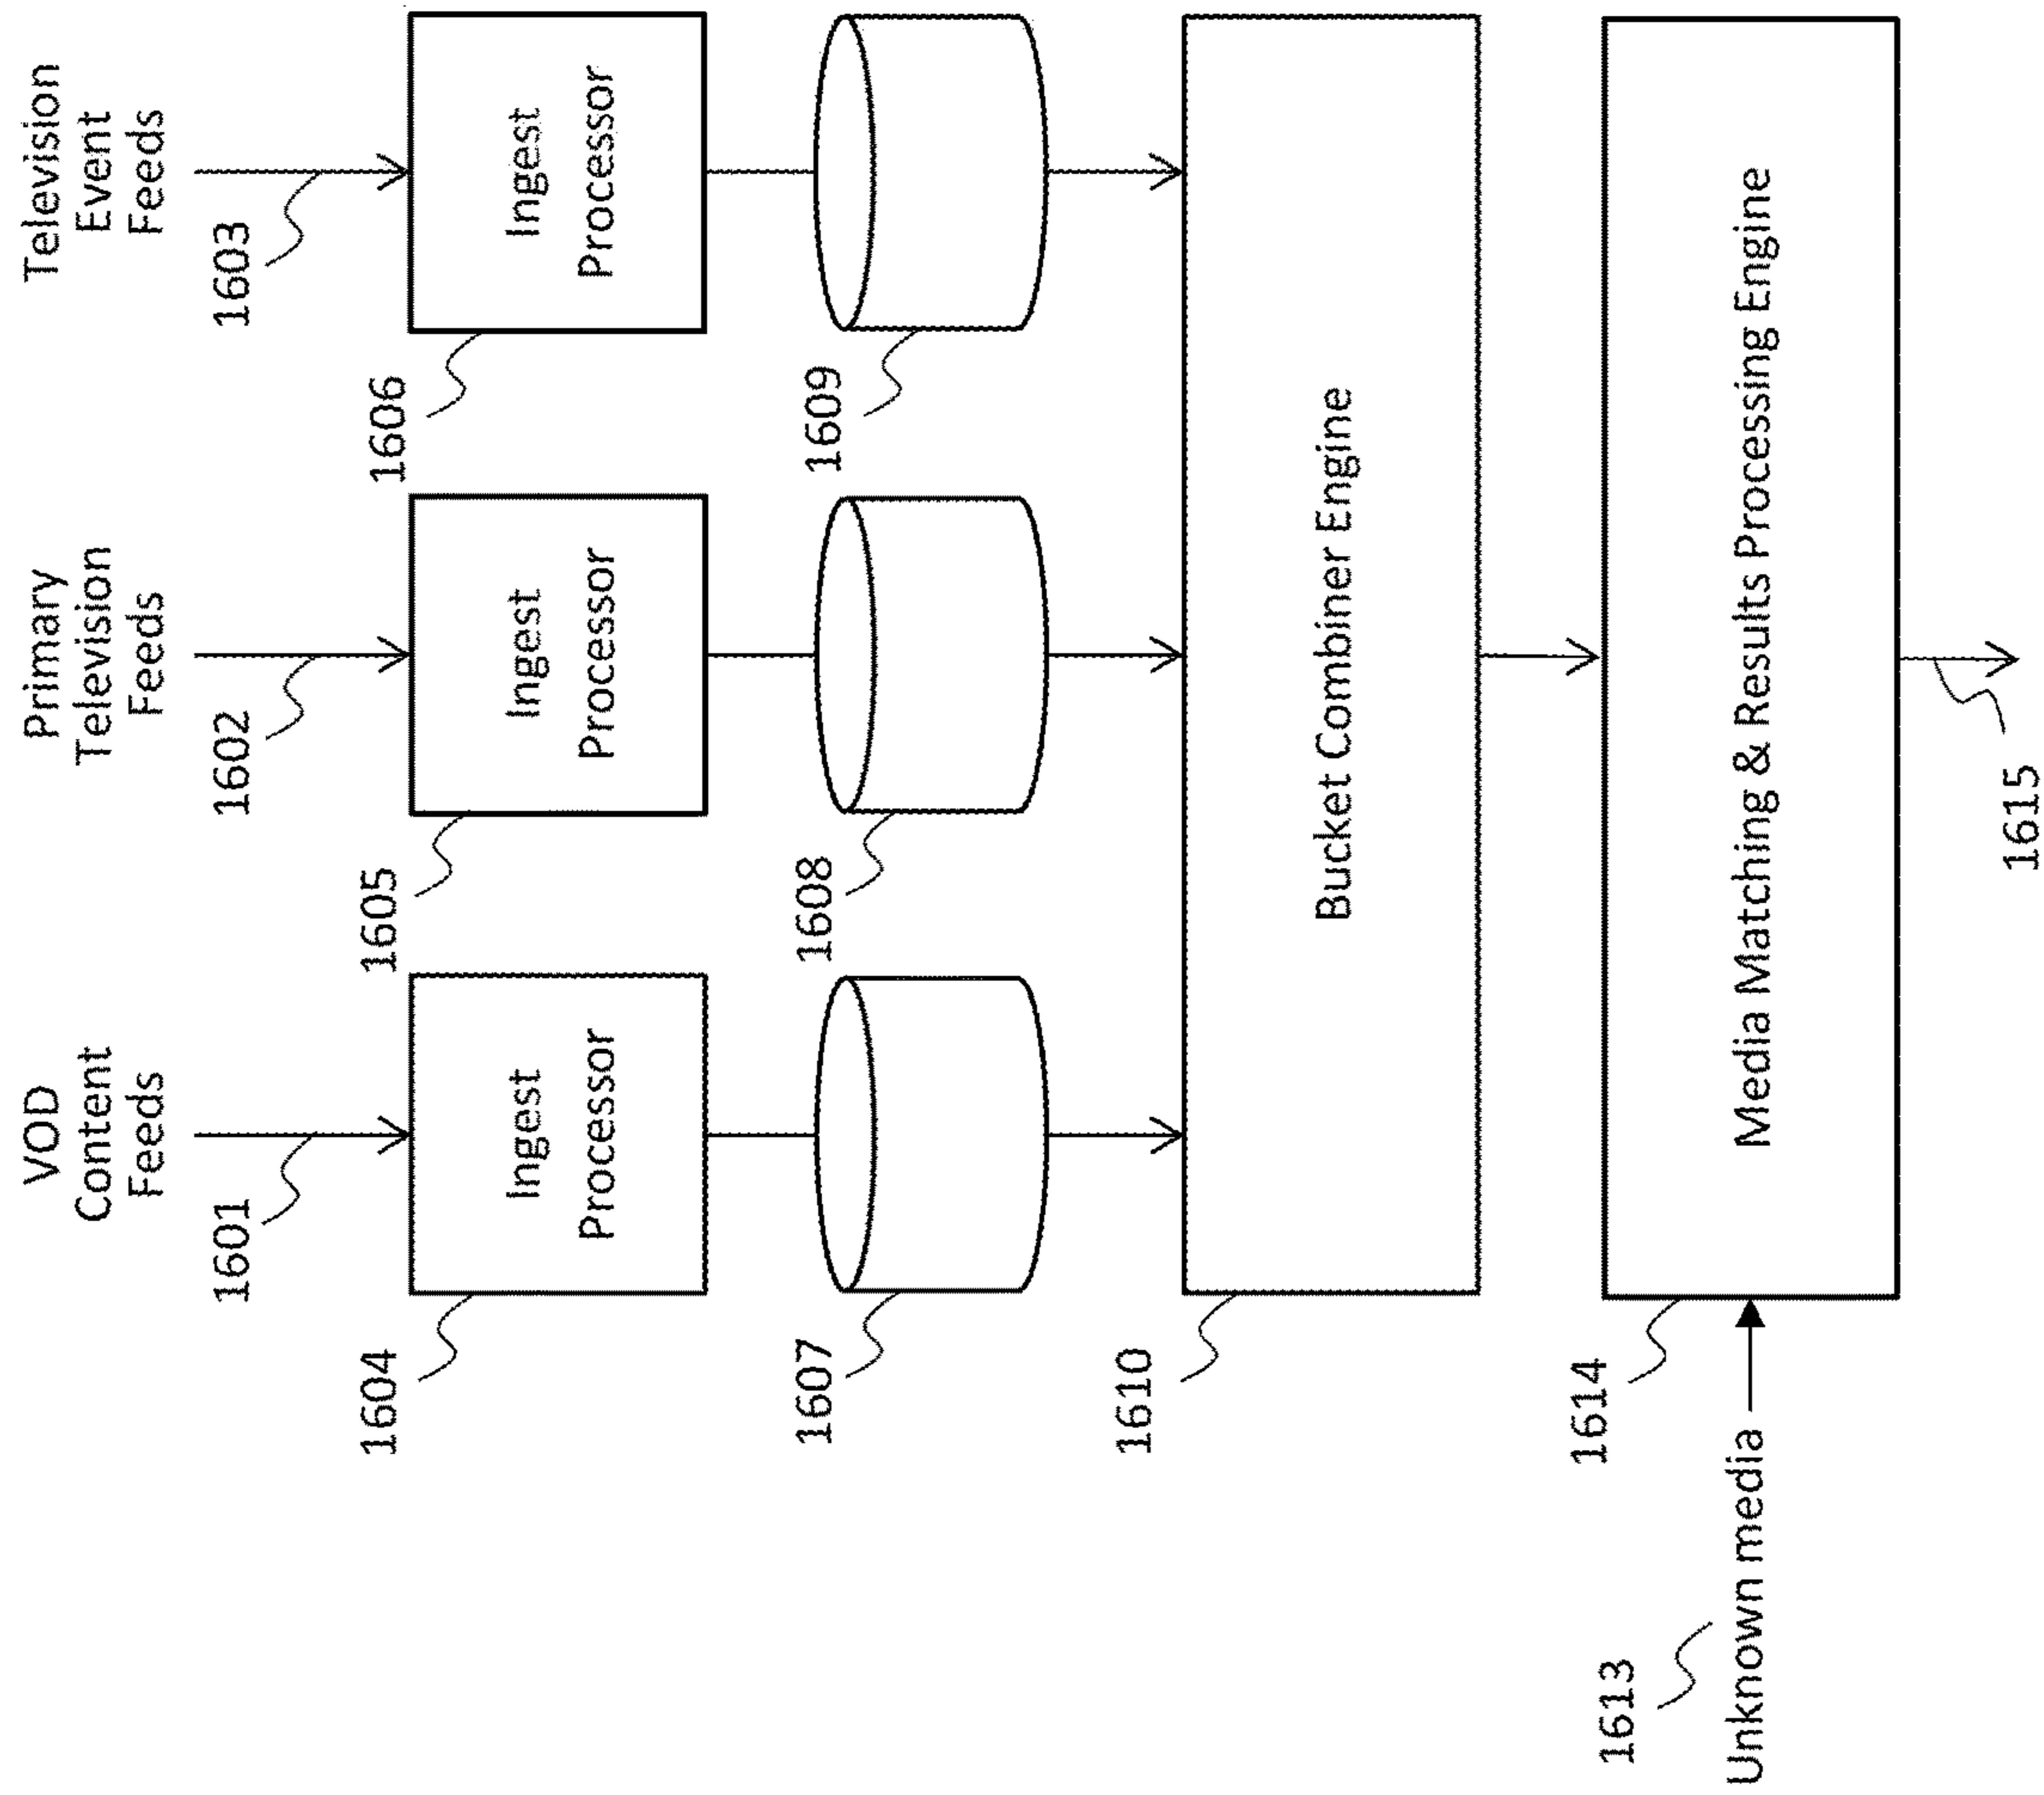 VOD
Content
Feeds
Primary
Television
Feeds
Television
Event
Feeds
1601
1602
1603
Ingest
Processor
Ingest
Processor
Ingest
Processor
1604
1605
1606
1607
1608
1609
Bucket Combiner Engine
1610
Media Matching & Results Processing Engine
1614
1613
Unknown media
1615